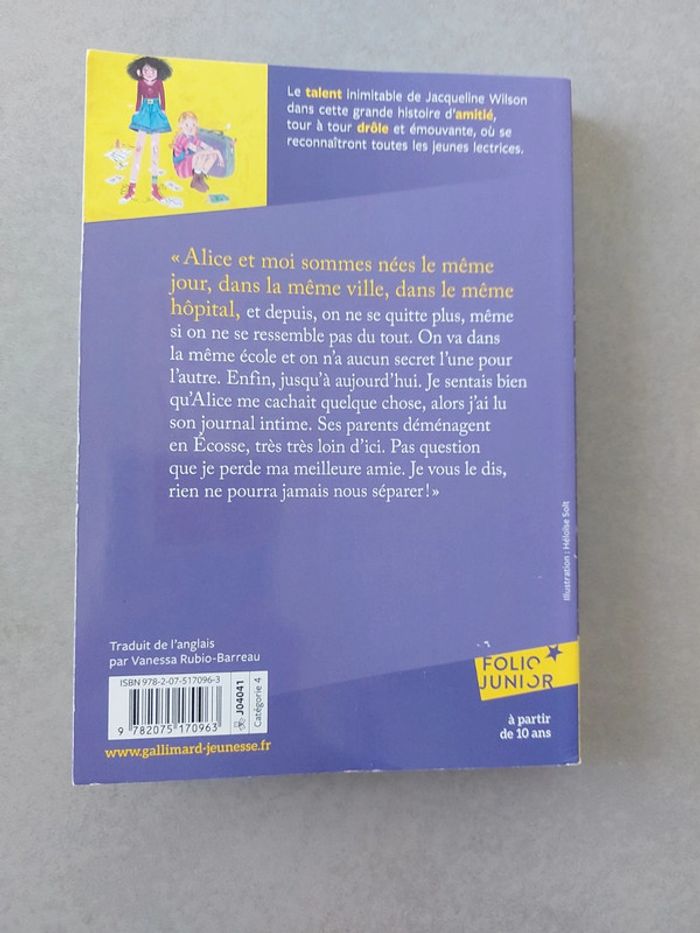 Le talent inimitable de Jacqueline Wilson
dans cette grande histoire d'amitié,
tour à tour drôle et émouvante, où se
reconnaîtront toutes les jeunes lectrices.
« Alice et moi sommes nées le même
jour, dans la même ville, dans le même
hôpital, et depuis, on ne se quitte plus, même
si on ne se ressemble pas du tout. On va dans
la même école et on n'a aucun secret l'une pour
l'autre. Enfin, jusqu'à aujourd'hui. Je sentais bien
qu'Alice me cachait quelque chose, alors j'ai lu
son journal intime. Ses parents déménagent
en Écosse, très très loin d'ici. Pas question
que je perde ma meilleure amie. Je vous le dis,
rien ne pourra jamais nous séparer ! »
Illustration : Héloïse Solt
Traduit de l'anglais
par Vanessa Rubio-Barreau
ISBN 978-2-07-517096-3
9 782075 170963
J04041
Catégorie 4
www.gallimard-jeunesse.fr
FOLIO
JUNIOR
à partir
de 10 ans